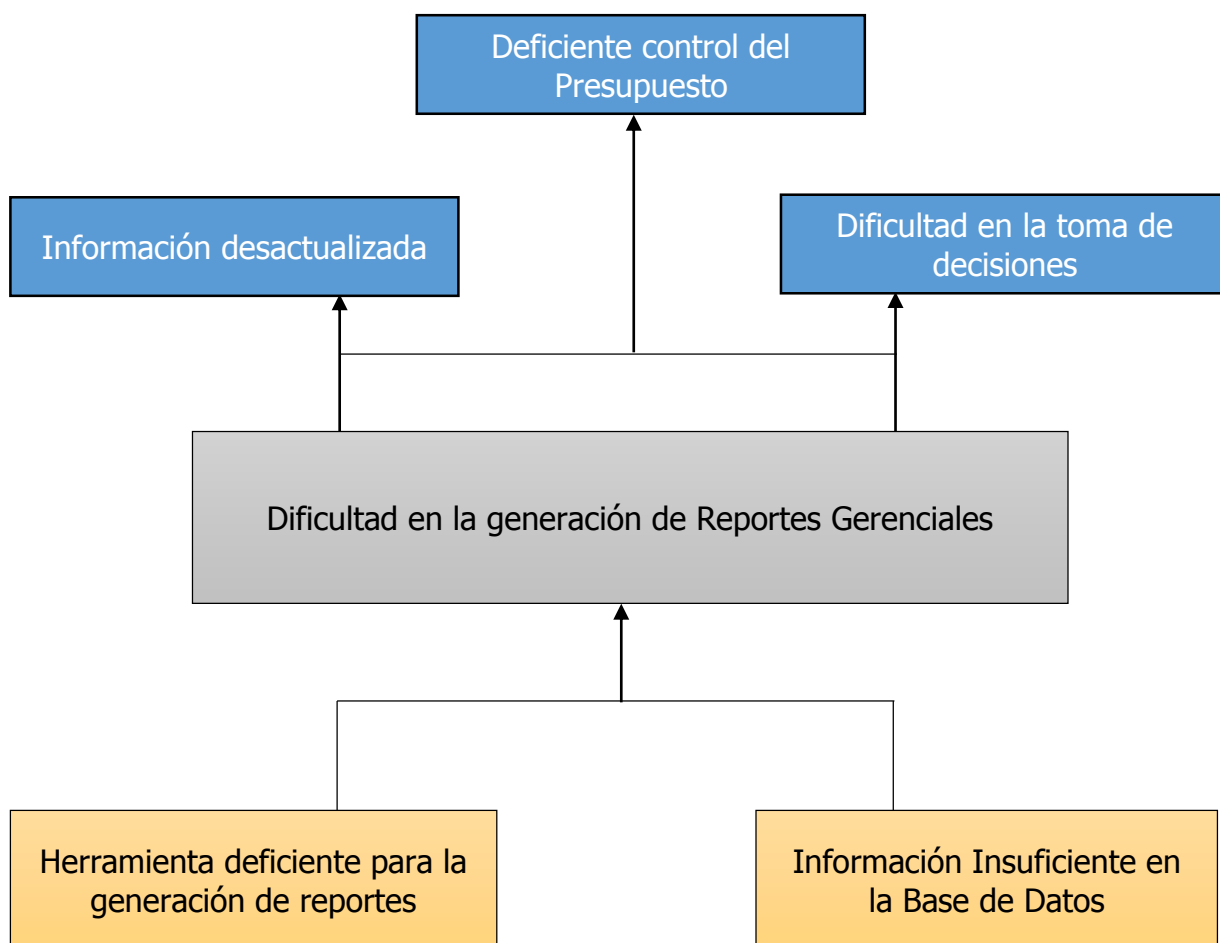 Deficiente control del
Presupuesto
Información desactualizada
Dificultad en la toma de
decisiones
Dificultad en la generación de Reportes Gerenciales
Herramienta deficiente para la
generación de reportes
Información Insuficiente en
la Base de Datos